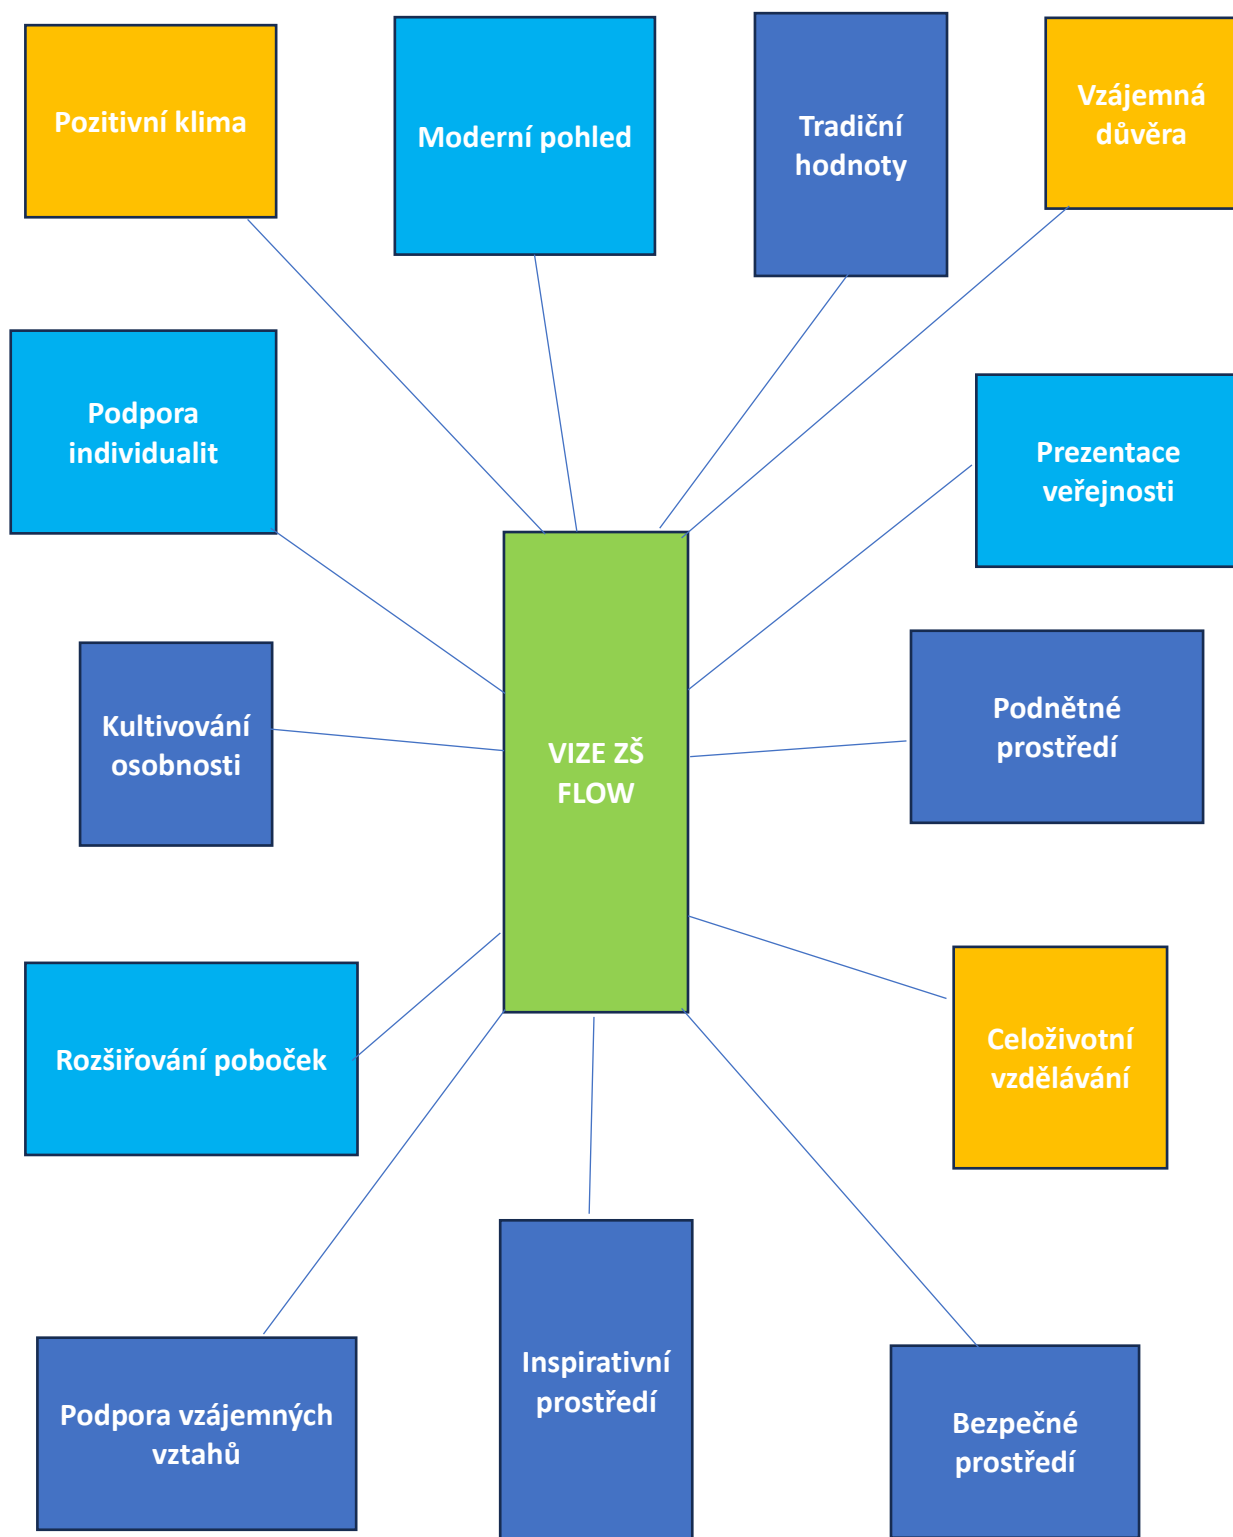 Pozitivní klima
Moderní pohled
Tradiční
hodnoty
Vzájemná
důvěra
Podpora
individualit
Prezentace
veřejnosti
Kultivování
osobnosti
VIZE ZŠ
FLOW
Podnětné
prostředí
Rozšiřování poboček
Celoživotní
vzdělávání
Podpora vzájemných
vztahů
Inspirativní
prostředí
Bezpečné
prostředí